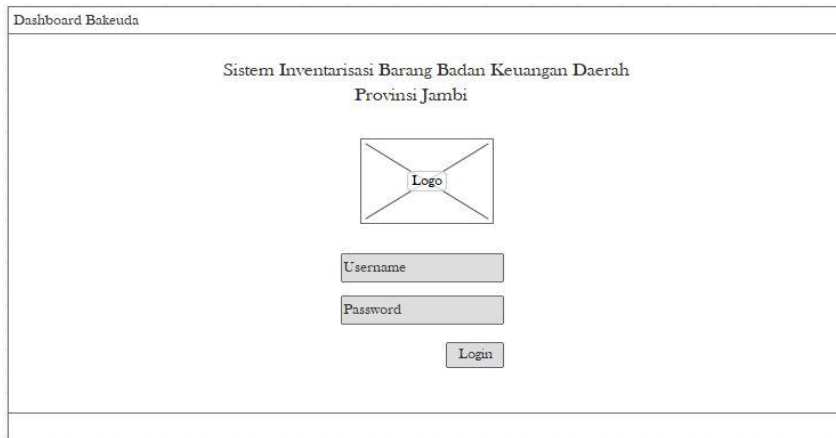 Dashboard Bakeuda
Sistem Inventarisasi Barang Badan Keuangan Daerah
Provinsi Jambi
Logo
Username
Password
Login